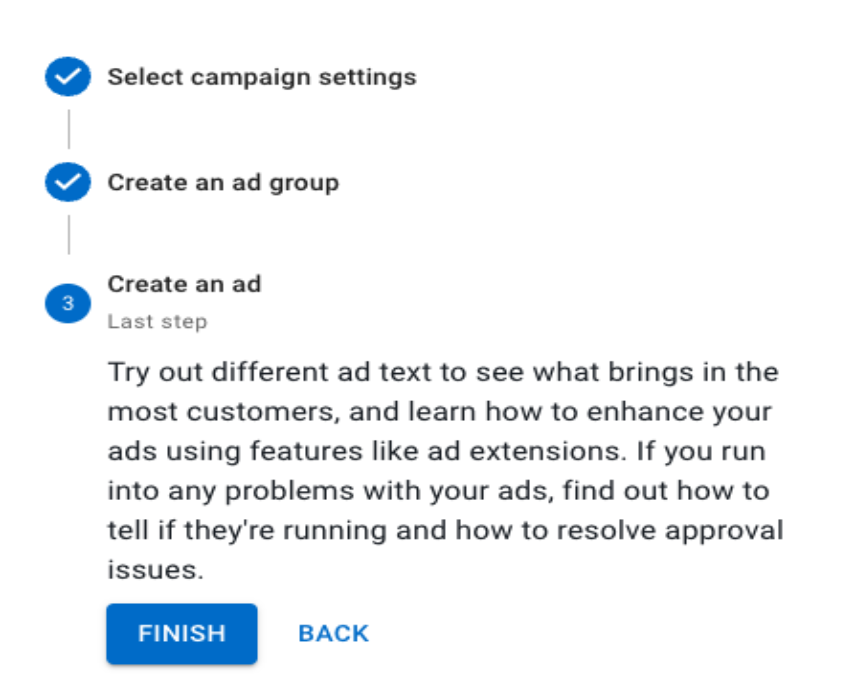 Select campaign settings
Create an ad group
Create an ad
3
Last step
Try out different ad text to see what brings in the
most customers, and learn how to enhance your
ads using features like ad extensions. If you run
into any problems with your ads, find out how to
tell if they're running and how to resolve approval
issues.
FINISH BACK